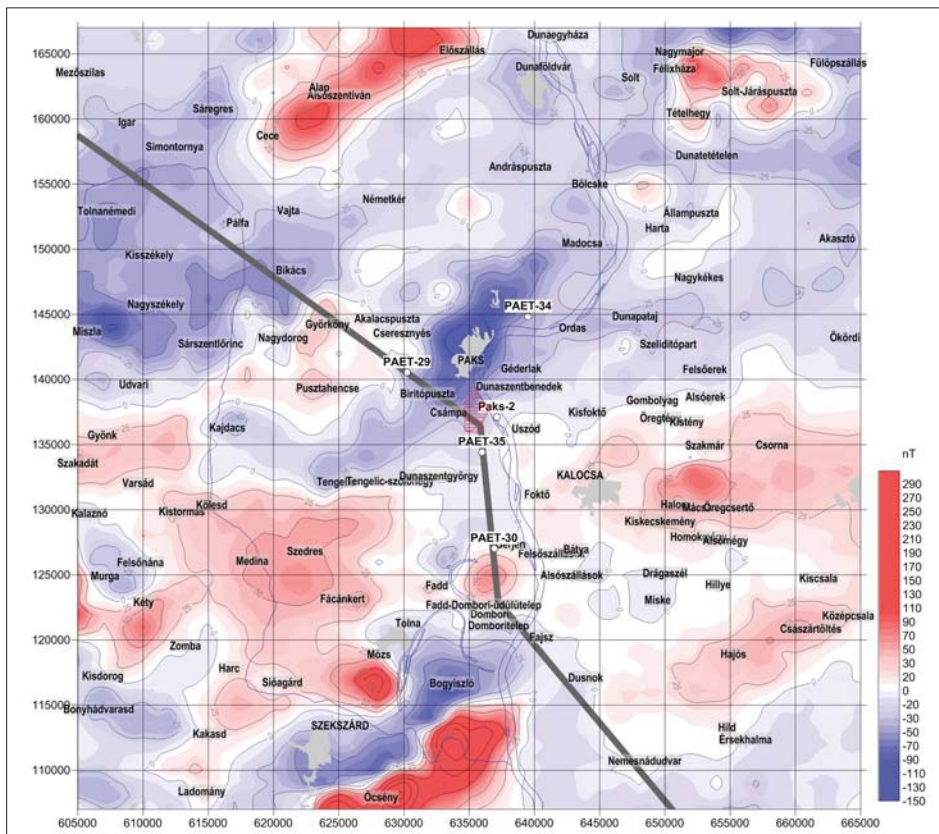 165000
160000
155000
150000
145000
140000
135000
130000
125000
120000
115000
110000
605000
610000
615000
620000
625000
630000
635000
640000
645000
650000
655000
660000
665000
Dunaegyháza
Előszállás
Nagymajor
Mezőszilas
Dunaföldvár
Félixháza
Fülöpszállás
Solt
Alap
Alsószentiván
Solt-Járáspuszta
Sáregres
Igar
Tételhegy
Cece
Simontornya
Dunatetételen
Andráspuszta
Bölcske
Németkér
Tolnanémedi
Vajta
Állampuszta
Pálfa
Harta
Akasztó
Madocsa
Kisszékely
Bikács
Nagykékes
Nagyszékely
PAET-34
Miszla
Györköny
Akalacspuszta
Dunapataj
Cseresznyés
Ordas
Nagydorog
Sárszentlőrinc
Szelidítópart
Ökördi
PAKS
PAET-29
Géderlak
Felsőerek
Udvari
Pusztahencse
Dunaszentbenedek
Biritópuszta
Alsóerek
Gombolyag
Paks-2
Csámpa
Kisfoktő
Kajdacs
Uszód
Kistény
Gyönk
PAET-35
Szakmár
Csorna
Szakadát
Varsád
Dunaszentgyörgy
KALOCSA
Foktő
Kölesd
Kistormás
Kalaznó
Öregcsertő
Kiskecskemény
PAET-30
Szedres
Felsőnána
Medina
Bátya
Alsómégy
Murga
Fadd
Alsószállások
Drágaszél
Hillye
Kiscsala
Kéty
Fácánkert
Miske
Fadd-Dombori-üdülőtelep
Dombori
Középcsala
Tolna
Domboritelep
Császártöltés
Zomba
Fajsz
Mözs
Hajós
Kisdorog
Harc
Sióagárd
Bogyiszló
Dusnok
Bonyhádvarasd
SZEKSZÁRD
Kakasd
Hild
Érsekhalma
Nemesnádudvar
Ladomány
Őcsény
nT
290
270
250
230
210
190
170
150
130
110
90
70
50
30
20
10
0
-20
-50
-70
-90
-110
-130
-150